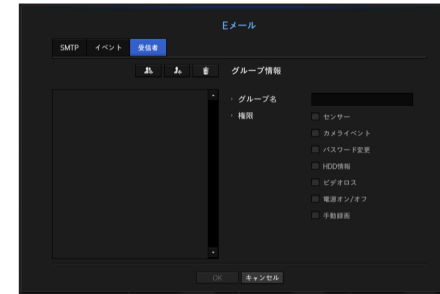 Eメール
SMTP イベント 受信者
グループ情報
· グループ名
· 権限
センサー
カメライベント
パスワード変更
HDD情報
ビデオロス
電源オン/オフ
手動録画
OK キャンセル